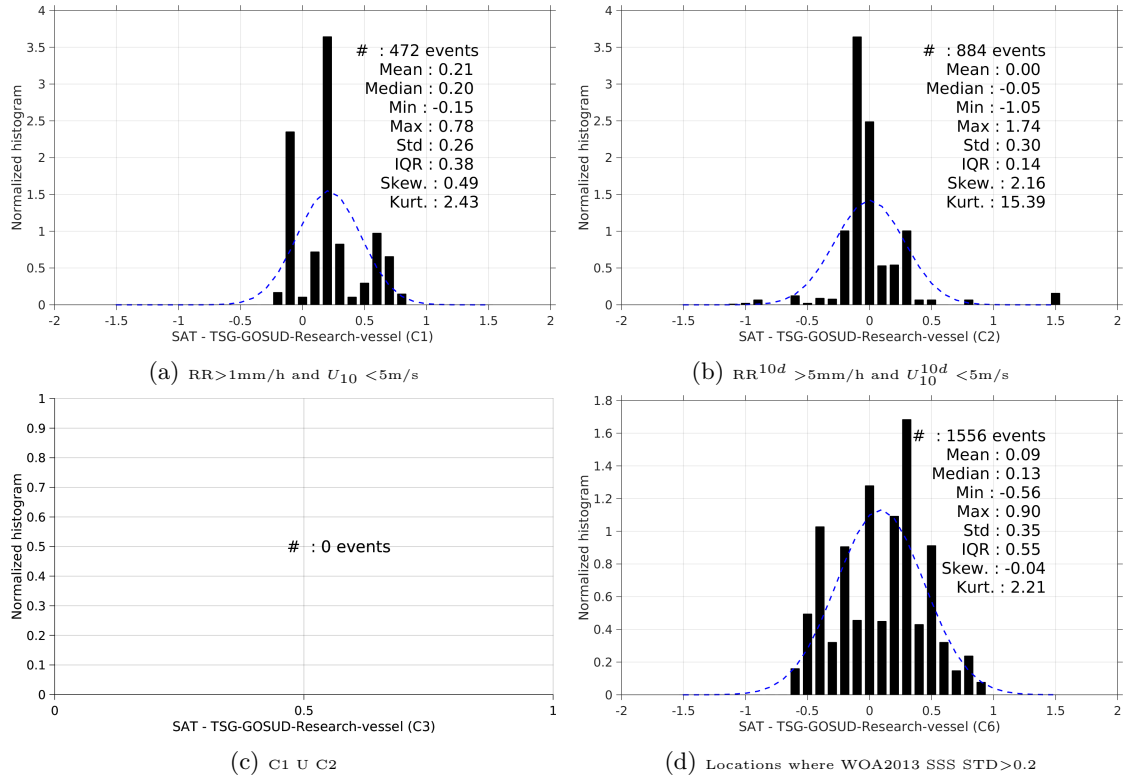 4
3.5
3
2.5
2
1.5
1
0.5
0
Normalized histogram
# : 472 events
Mean : 0.21
Median : 0.20
Min : -0.15
Max : 0.78
Std : 0.26
IQR : 0.38
Skew. : 0.49
Kurt. : 2.43
-2 -1.5 -1 -0.5 0 0.5 1 1.5 2
SAT - TSG-GOSUD-Research-vessel (C1)
(a) RR>1mm/h and U10 <5m/s
4
3.5
3
2.5
2
1.5
1
0.5
0
Normalized histogram
# : 884 events
Mean : 0.00
Median : -0.05
Min : -1.05
Max : 1.74
Std : 0.30
IQR : 0.14
Skew. : 2.16
Kurt. : 15.39
-2 -1.5 -1 -0.5 0 0.5 1 1.5 2
SAT - TSG-GOSUD-Research-vessel (C2)
(b) RR^10d >5mm/h and U10^10d <5m/s
1
0.9
0.8
0.7
0.6
0.5
0.4
0.3
0.2
0.1
0
Normalized histogram
# : 0 events
0 0.5 1
SAT - TSG-GOSUD-Research-vessel (C3)
(c) C1 U C2
1.8
1.6
1.4
1.2
1
0.8
0.6
0.4
0.2
0
Normalized histogram
# : 1556 events
Mean : 0.09
Median : 0.13
Min : -0.56
Max : 0.90
Std : 0.35
IQR : 0.55
Skew. : -0.04
Kurt. : 2.21
-2 -1.5 -1 -0.5 0 0.5 1 1.5 2
SAT - TSG-GOSUD-Research-vessel (C6)
(d) Locations where WOA2013 SSS STD>0.2